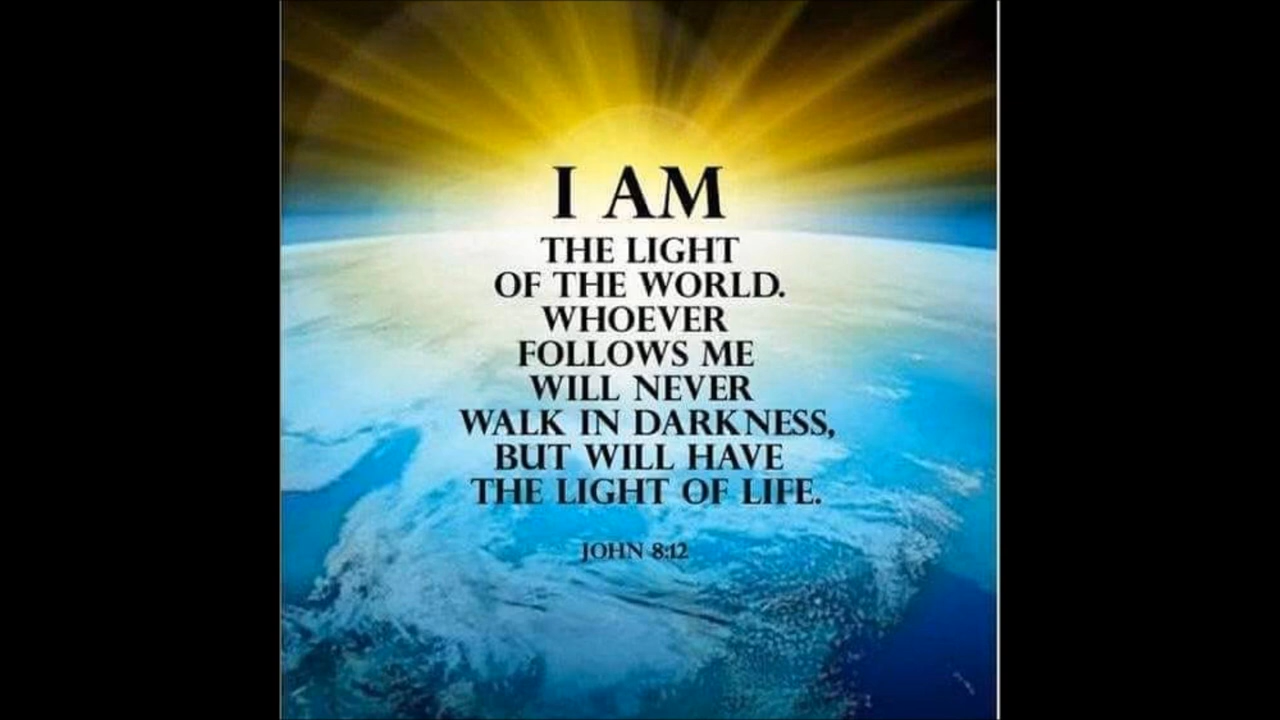 I AM
THE LIGHT
OF THE WORLD.
WHOEVER
FOLLOWS ME
WILL NEVER
WALK IN DARKNESS,
BUT WILL HAVE
THE LIGHT OF LIFE.
JOHN 8:12